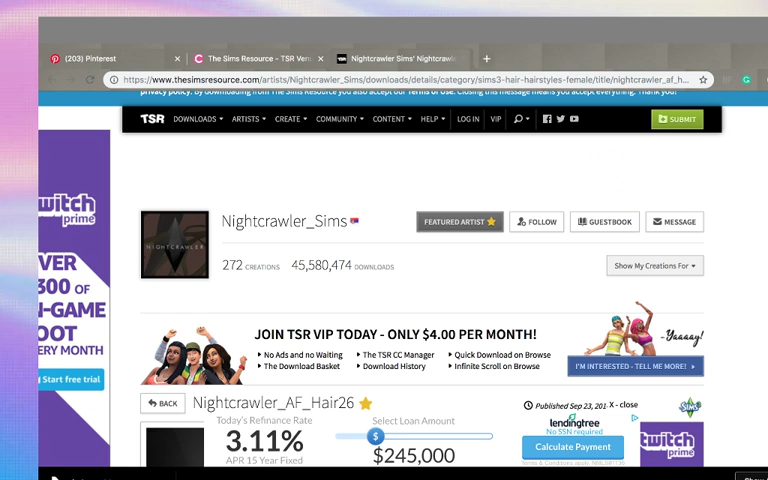 (203) Pinterest
The Sims Resource - TSR Ven
Nightcrawler Sims' Nightcrawle
https://www.thesimsresource.com/artists/Nightcrawler_Sims/downloads/details/category/sims3-hair-hairstyles-female/title/nightcrawler_af_h...
privacy policy. By downloading from The Sims Resource you also accept our Terms of Use. Closing this message means you accept everything. Thank you!
TSR DOWNLOADS ARTISTS CREATE COMMUNITY CONTENT HELP LOG IN VIP SUBMIT
witch
prime
VER
300 OF
N-GAME
OOT
ERY MONTH
Start free trial
NIGHTCRAWLER
Nightcrawler_Sims
FEATURED ARTIST FOLLOW GUESTBOOK MESSAGE
272 CREATIONS 45,580,474 DOWNLOADS
Show My Creations For
JOIN TSR VIP TODAY - ONLY $4.00 PER MONTH!
No Ads and no Waiting The TSR CC Manager Quick Download on Browse
The Download Basket Download History Infinite Scroll on Browse
-Yaaaay!
I'M INTERESTED - TELL ME MORE! >
BACK
Nightcrawler_AF_Hair26
Published Sep 23, 201 X - close
Today's Refinance Rate
3.11%
APR 15 Year Fixed
Select Loan Amount
$
$245,000
lendingtree
No SSN required
Calculate Payment
witch
prime